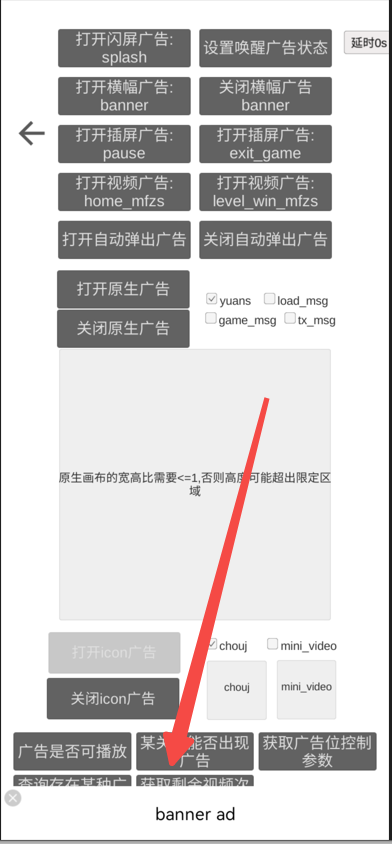 打开闪屏广告:
splash
设置唤醒广告状态
延时0s
打开横幅广告:
banner
关闭横幅广告
banner
打开插屏广告:
pause
打开插屏广告:
exit_game
打开视频广告:
home_mfzs
打开视频广告:
level_win_mfzs
打开自动弹出广告
关闭自动弹出广告
打开原生广告
yuans
load_msg
关闭原生广告
game_msg
tx_msg
原生画布的宽高比需要<=1,否则高度可能超出限定区
域
打开icon广告
chouj
mini_video
关闭icon广告
chouj
mini_video
广告是否可播放
某关 能否出现
广告
获取广告位控制
参数
查询存在某种广
获取剩余视频次
banner ad